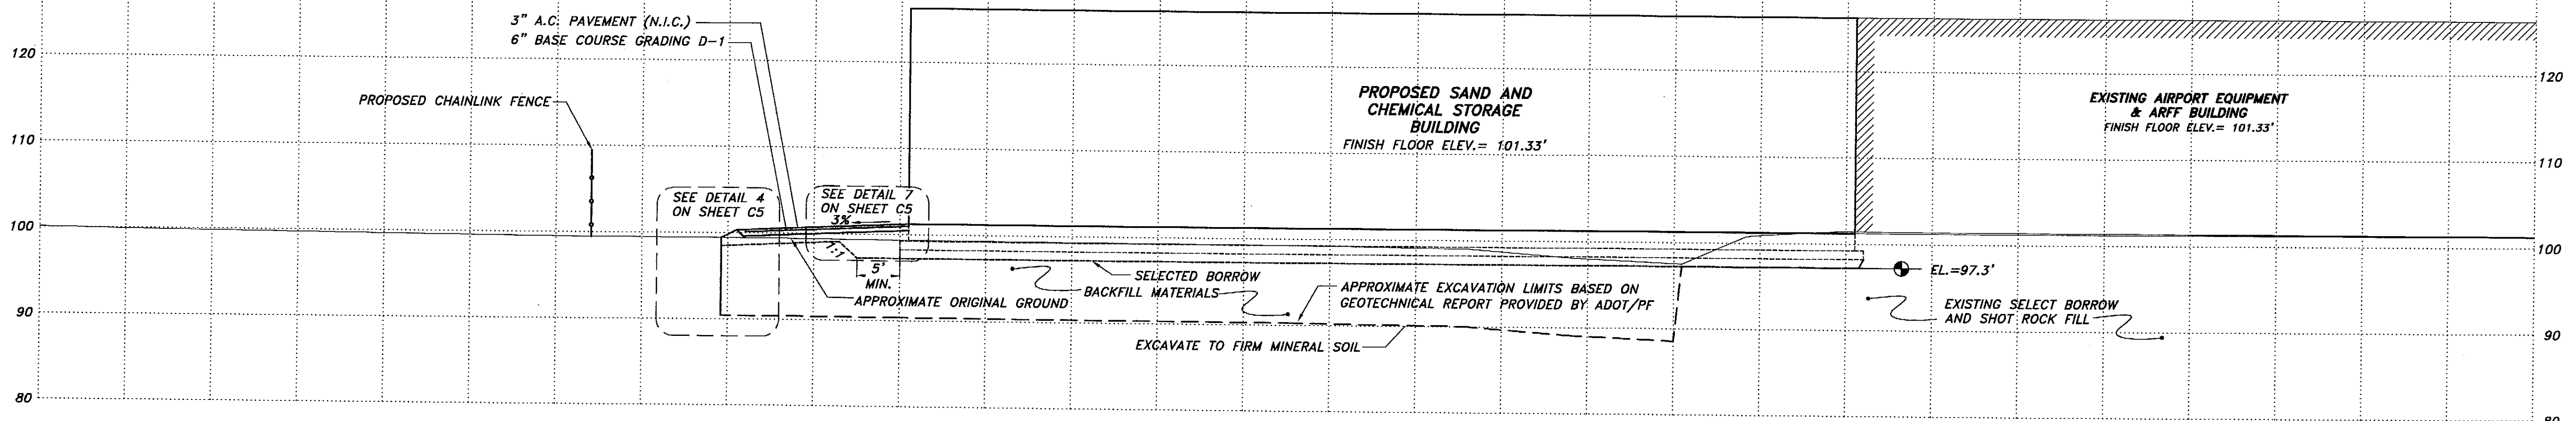 3" A.C. PAVEMENT (N.I.C.)
6" BASE COURSE GRADING D-1
120
120
PROPOSED CHAINLINK FENCE
PROPOSED SAND AND
CHEMICAL STORAGE
BUILDING
FINISH FLOOR ELEV.= 101.33'
EXISTING AIRPORT EQUIPMENT
& ARFF BUILDING
FINISH FLOOR ELEV.= 101.33'
110
110
SEE DETAIL 4
ON SHEET C5
SEE DETAIL 7
ON SHEET C5
3%
100
100
1:1
5'
MIN.
SELECTED BORROW
BACKFILL MATERIALS
APPROXIMATE ORIGINAL GROUND
APPROXIMATE EXCAVATION LIMITS BASED ON
GEOTECHNICAL REPORT PROVIDED BY ADOT/PF
EL.=97.3'
EXISTING SELECT BORROW
AND SHOT ROCK FILL
90
90
EXCAVATE TO FIRM MINERAL SOIL
80
80